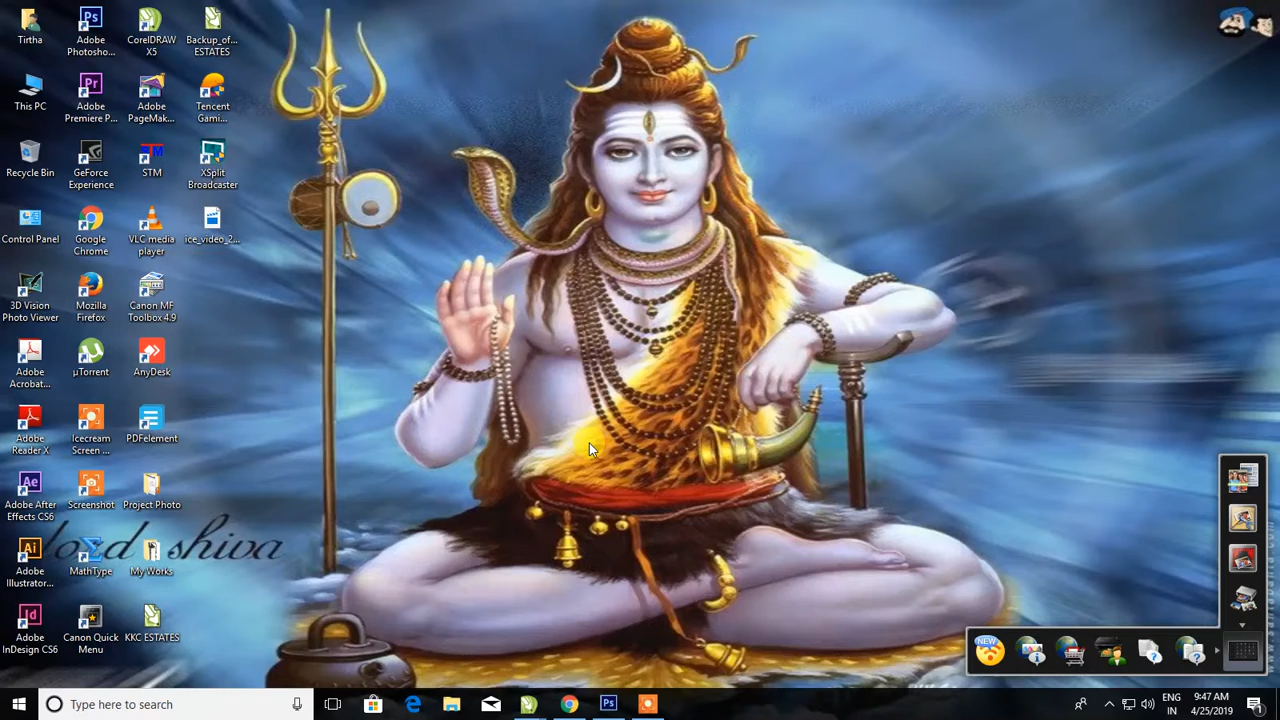 Tirtha
Adobe
Photosho...
CorelDRAW
X5
Backup_of...
ESTATES
This PC
Adobe
Premiere P...
Adobe
PageMak...
Tencent
Gami...
Recycle Bin
GeForce
Experience
STM
XSplit
Broadcaster
Control Panel
Google
Chrome
VLC media
player
ice_video_2...
3D Vision
Photo Viewer
Mozilla
Firefox
Canon MF
Toolbox 4.9
Adobe
Acrobat...
µTorrent
AnyDesk
Adobe
Reader X
Icecream
Screen ...
PDFelement
Adobe After
Effects CS6
Screenshot
Project Photo
Adobe
Illustrator...
MathType
My Works
Adobe
InDesign CS6
Canon Quick
Menu
KKC ESTATES
lord shiva
NEW
Type here to search
ENG
IN
9:47 AM
4/25/2019